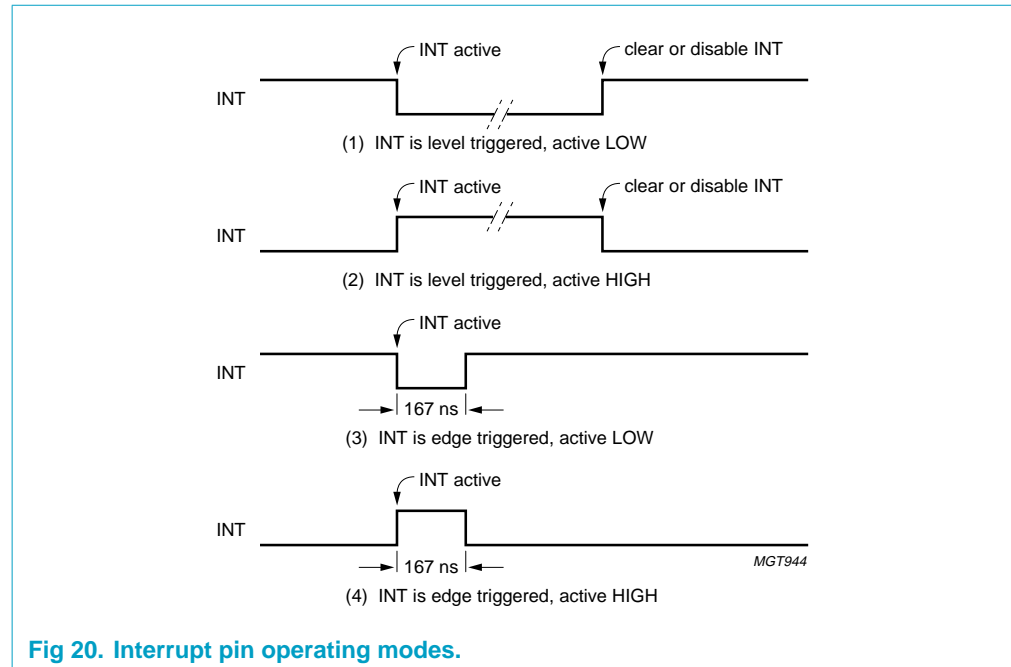 INT active
clear or disable INT
INT
(1) INT is level triggered, active LOW
INT active
clear or disable INT
INT
(2) INT is level triggered, active HIGH
INT active
INT
167 ns
(3) INT is edge triggered, active LOW
INT active
INT
167 ns
MGT944
(4) INT is edge triggered, active HIGH
Fig 20. Interrupt pin operating modes.